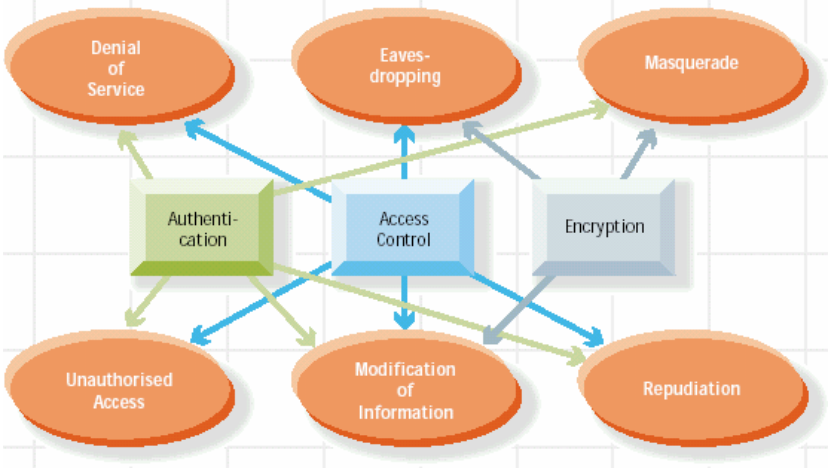 Denial
of
Service
Eaves-
dropping
Masquerade
Authenti-
cation
Access
Control
Encryption
Unauthorised
Access
Modification
of
Information
Repudiation